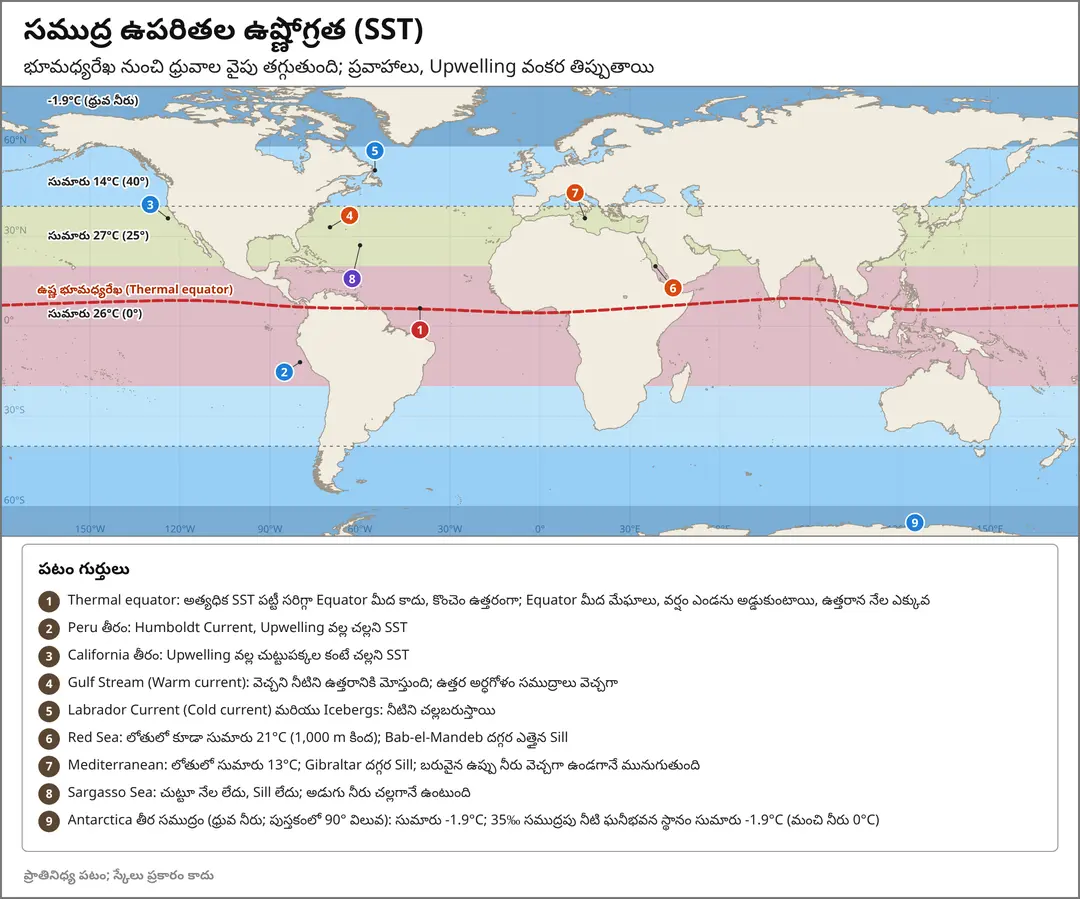 సముద్ర ఉపరితల ఉష్ణోగ్రత (SST)
భూమధ్యరేఖ నుంచి ధ్రువాల వైపు తగ్గుతుంది; ప్రవాహాలు, Upwelling వంకర తిప్పుతాయి
-1.9°C (ధ్రువ నీరు)
60°N
5
సుమారు 14°C (40°)
7
3
4
30°N
సుమారు 27°C (25°)
8
ఉష్ణ భూమధ్యరేఖ (Thermal equator)
6
సుమారు 26°C (0°)
0°
1
2
30°S
60°S
9
150°W
120°W
90°W
60°W
30°W
0°
30°E
150°E
పటం గుర్తులు
1 Thermal equator: అత్యధిక SST పట్టీ సరిగ్గా Equator మీద కాదు, కొంచెం ఉత్తరంగా; Equator మీద మేఘాలు, వర్షం ఎండను అడ్డుకుంటాయి, ఉత్తరాన నేల ఎక్కువ
2 Peru తీరం: Humboldt Current, Upwelling వల్ల చల్లని SST
3 California తీరం: Upwelling వల్ల చుట్టుపక్కల కంటే చల్లని SST
4 Gulf Stream (Warm current): వెచ్చని నీటిని ఉత్తరానికి మోస్తుంది; ఉత్తర అర్ధగోళం సముద్రాలు వెచ్చగా
5 Labrador Current (Cold current) మరియు Icebergs: నీటిని చల్లబరుస్తాయి
6 Red Sea: లోతులో కూడా సుమారు 21°C (1,000 m కింద); Bab-el-Mandeb దగ్గర ఎత్తైన Sill
7 Mediterranean: లోతులో సుమారు 13°C; Gibraltar దగ్గర Sill; బరువైన ఉప్పు నీరు వెచ్చగా ఉండగానే మునుగుతుంది
8 Sargasso Sea: చుట్టూ నేల లేదు, Sill లేదు; అడుగు నీరు చల్లగానే ఉంటుంది
9 Antarctica తీర సముద్రం (ధ్రువ నీరు; పుస్తకంలో 90° విలువ): సుమారు -1.9°C; 35‰ సముద్రపు నీటి ఘనీభవన స్థానం సుమారు -1.9°C (మంచి నీరు 0°C)
ప్రాతినిధ్య పటం; స్కేలు ప్రకారం కాదు